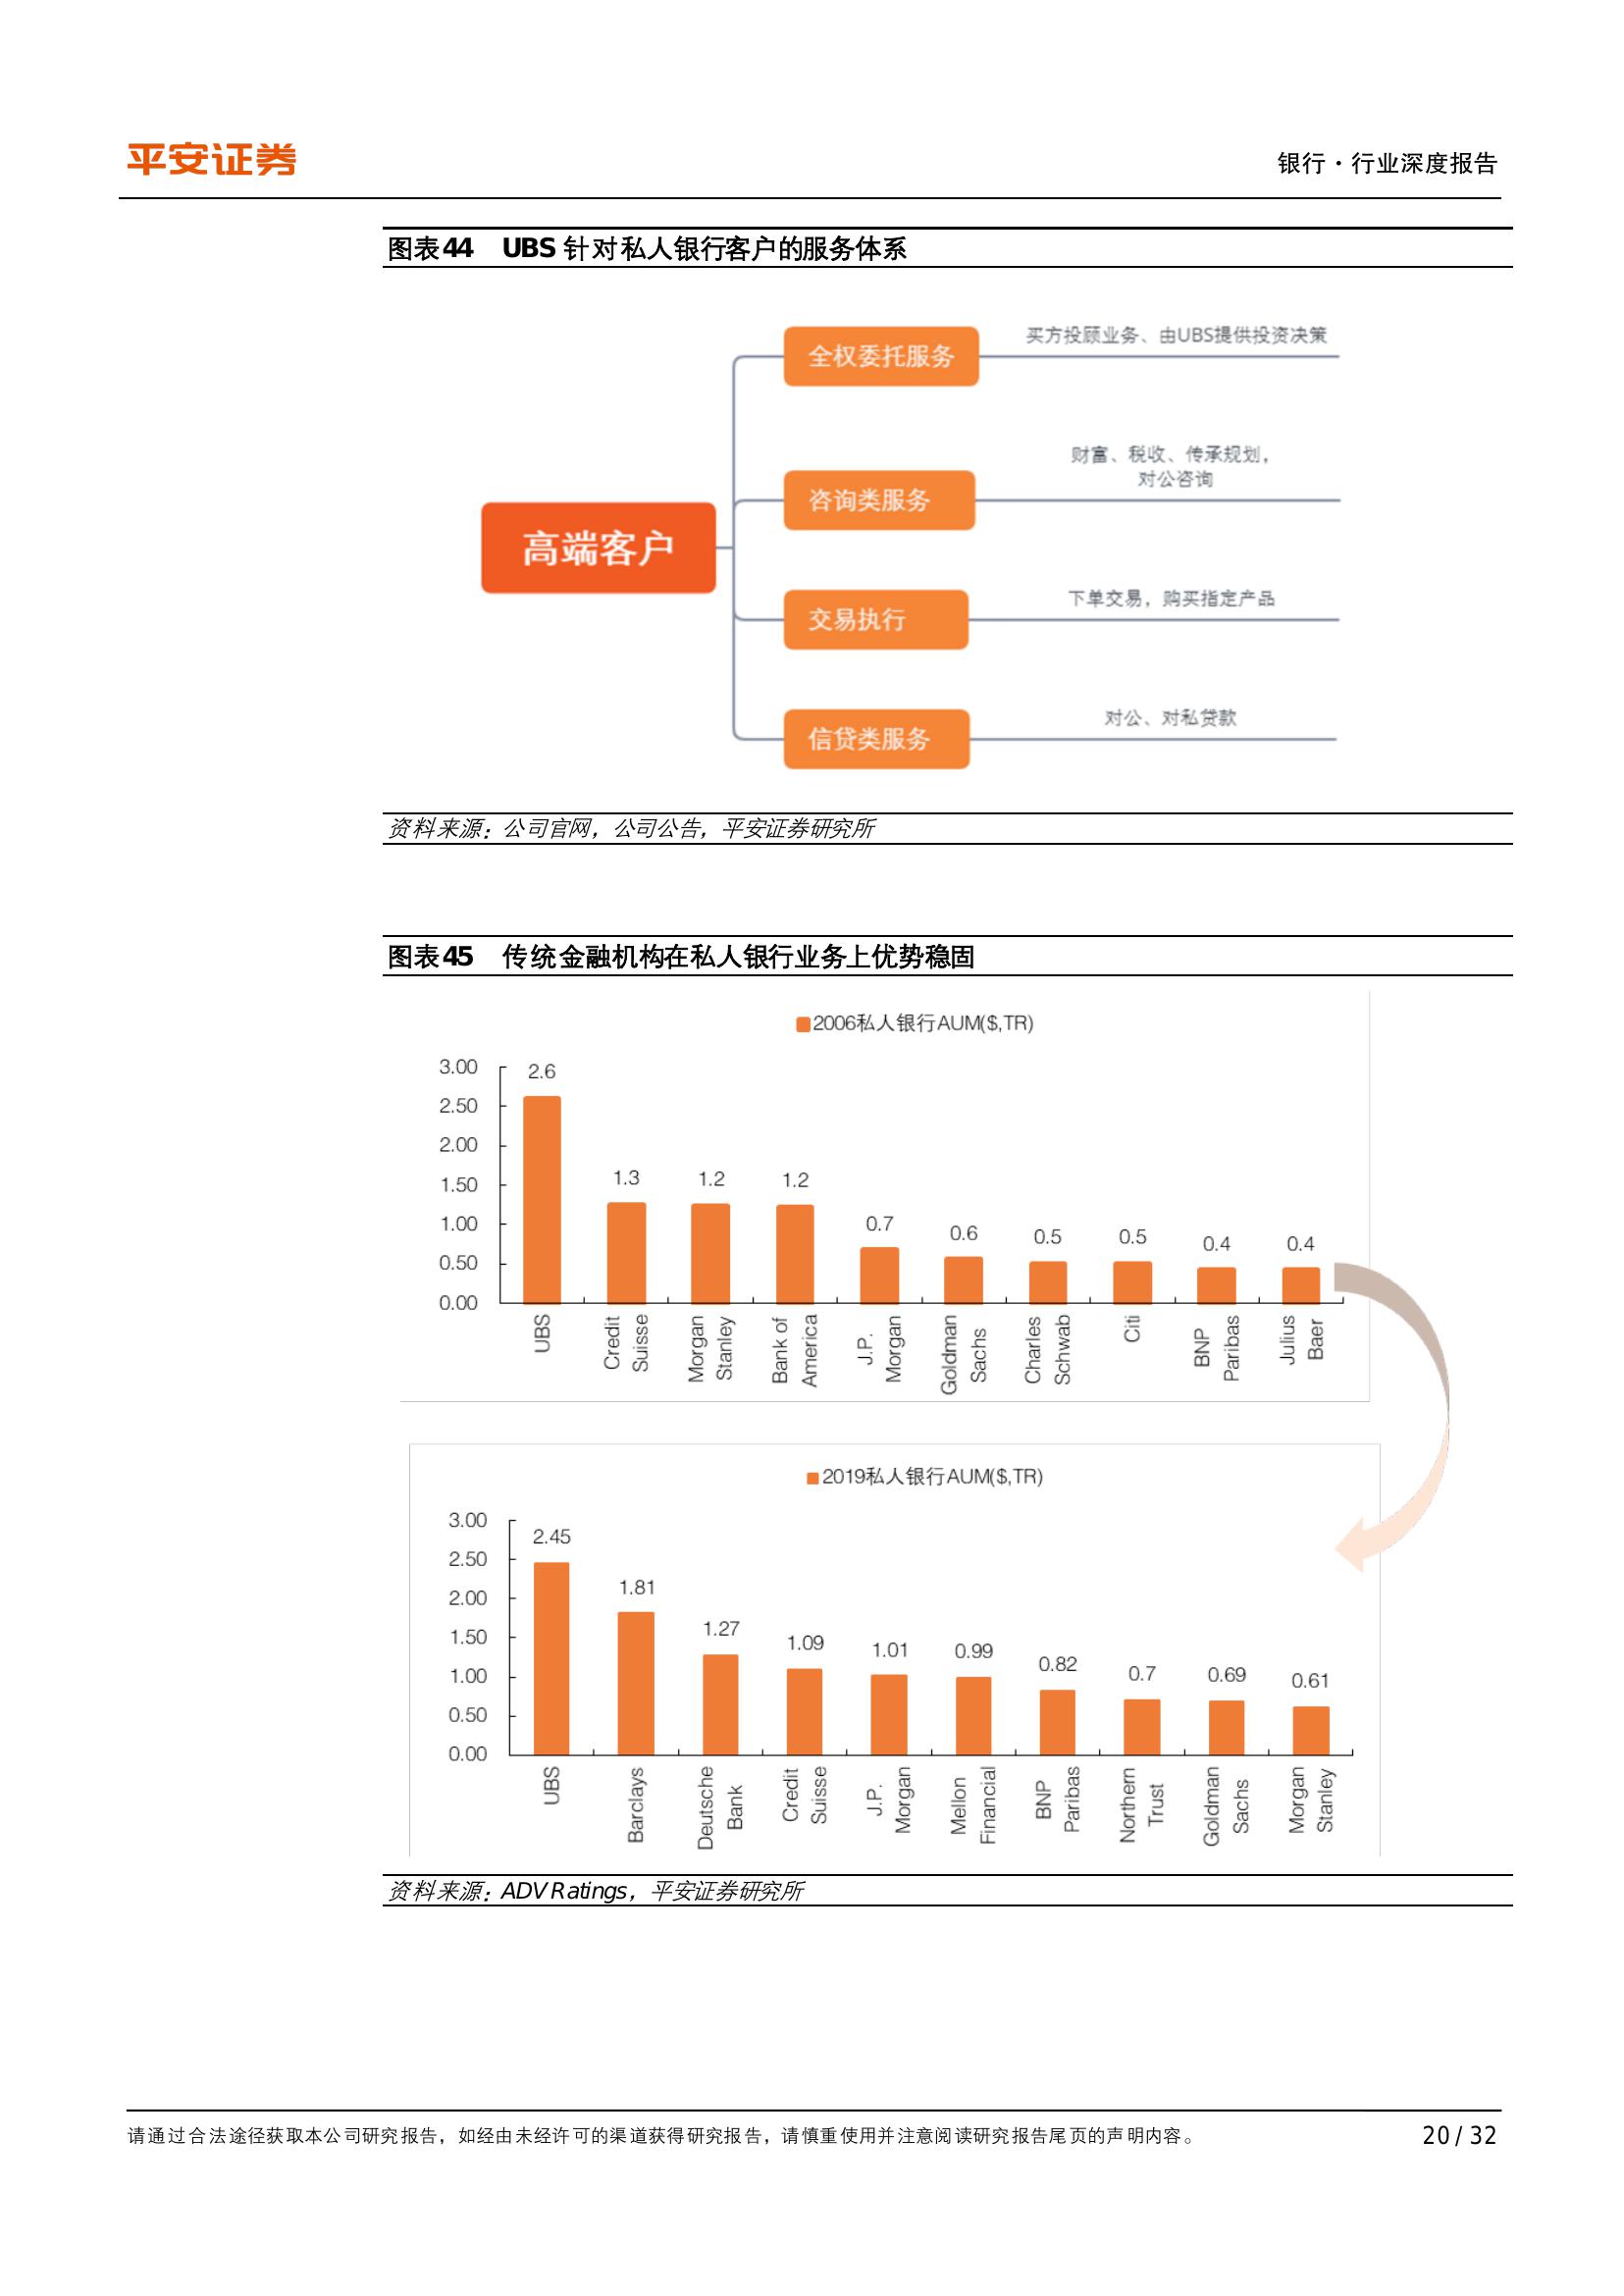 平安证券
银行·行业深度报告
图表44 UBS 针对私人银行客户的服务体系
高端客户
全权委托服务
买方投顾业务、由UBS提供投资决策
咨询类服务
财富、税收、传承规划，
对公咨询
交易执行
下单交易，购买指定产品
信贷类服务
对公、对私贷款
资料来源：公司官网，公司公告，平安证券研究所
图表45 传统金融机构在私人银行业务上优势稳固
2006私人银行AUM($,TR)
3.00
2.50
2.00
1.50
1.00
0.50
0.00
2.6
1.3
1.2
1.2
0.7
0.6
0.5
0.5
0.4
0.4
UBS
Credit
Suisse
Morgan
Stanley
Bank of
America
J.P.
Morgan
Goldman
Sachs
Charles
Schwab
Citi
BNP
Paribas
Julius
Baer
2019私人银行AUM($,TR)
3.00
2.50
2.00
1.50
1.00
0.50
0.00
2.45
1.81
1.27
1.09
1.01
0.99
0.82
0.7
0.69
0.61
UBS
Barclays
Deutsche
Bank
Credit
Suisse
J.P.
Morgan
Mellon
Financial
BNP
Paribas
Northern
Trust
Goldman
Sachs
Morgan
Stanley
资料来源：ADV Ratings，平安证券研究所
请通过合法途径获取本公司研究报告，如经由未经许可的渠道获得研究报告，请慎重使用并注意阅读研究报告尾页的声明内容。
20 / 32